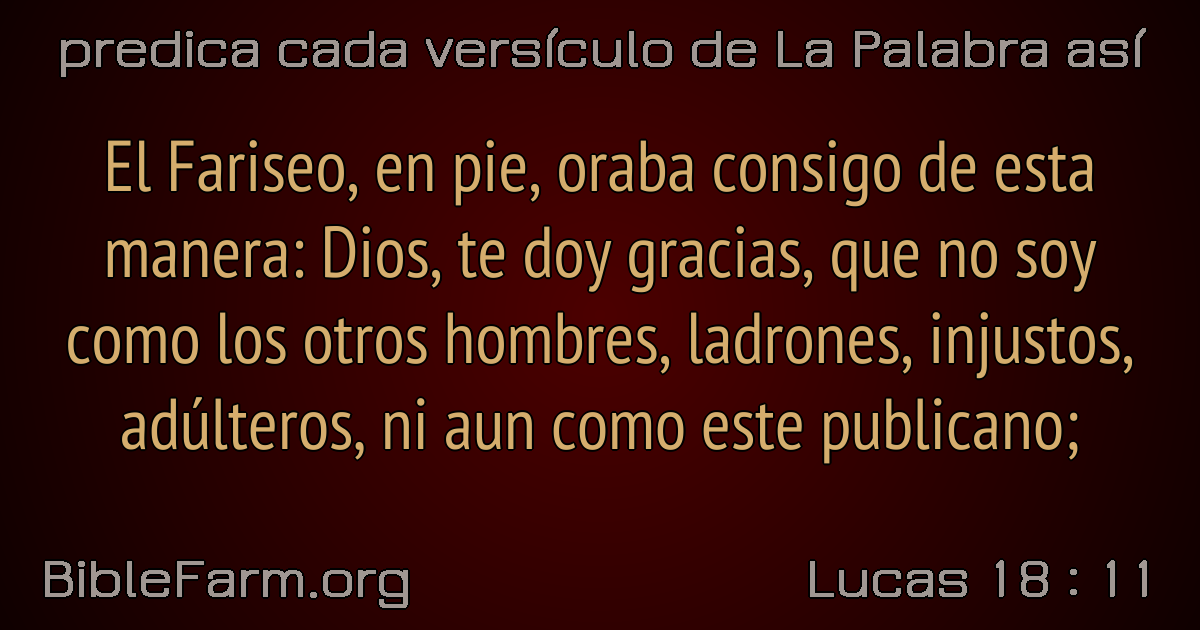 predica cada versículo de La Palabra así
El Fariseo, en pie, oraba consigo de esta
manera: Dios, te doy gracias, que no soy
como los otros hombres, ladrones, injustos,
adúlteros, ni aun como este publicano;
BibleFarm.org
Lucas 18 : 11